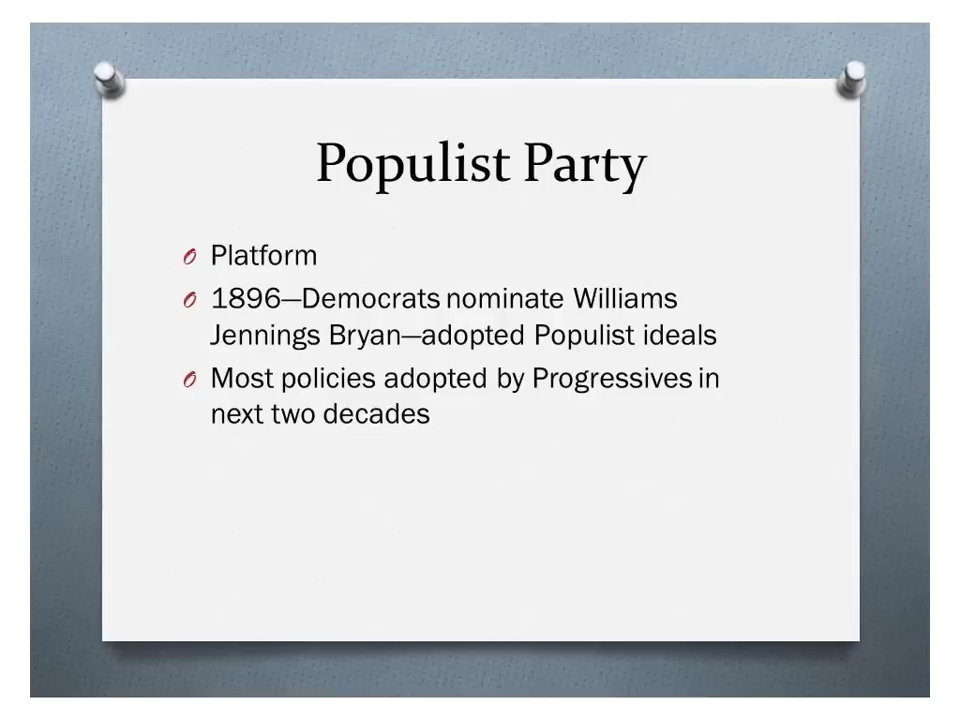 Populist Party
Platform
1896—Democrats nominate Williams
Jennings Bryan—adopted Populist ideals
Most policies adopted by Progressives in
next two decades